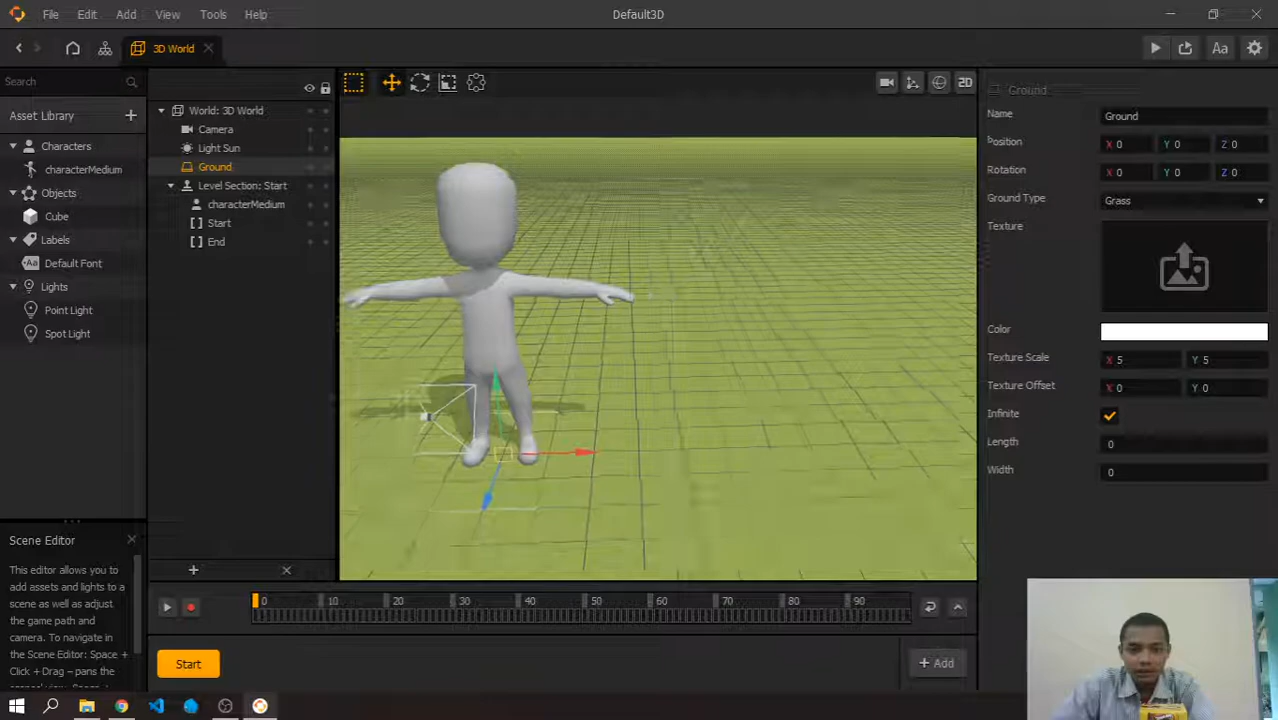 File Edit Add View Tools Help Default3D
3D World
Aa
Search
Asset Library
Characters
characterMedium
Objects
Cube
Labels
Aa Default Font
Lights
Point Light
Spot Light
Scene Editor
This editor allows you to
add assets and lights to a
scene as well as adjust
the game path and
camera. To navigate in
the Scene Editor: Space +
Click + Drag – pans the
World: 3D World
Camera
Light Sun
Ground
Level Section: Start
characterMedium
Start
End
2D
0 10 20 30 40 50 60 70 80 90
Start
+ Add
Ground
Name Ground
Position X 0 Y 0 Z 0
Rotation X 0 Y 0 Z 0
Ground Type Grass
Texture
Color
Texture Scale X 5 Y 5
Texture Offset X 0 Y 0
Infinite
Length 0
Width 0